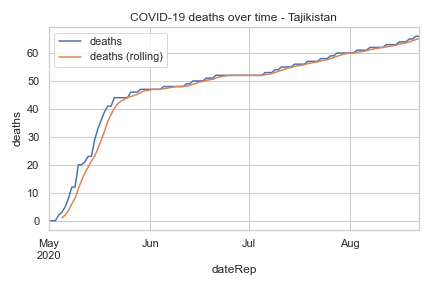 COVID-19 deaths over time - Tajikistan
deaths
deaths (rolling)
60
50
40
30
20
10
0
deaths
May
2020
Jun
Jul
Aug
dateRep